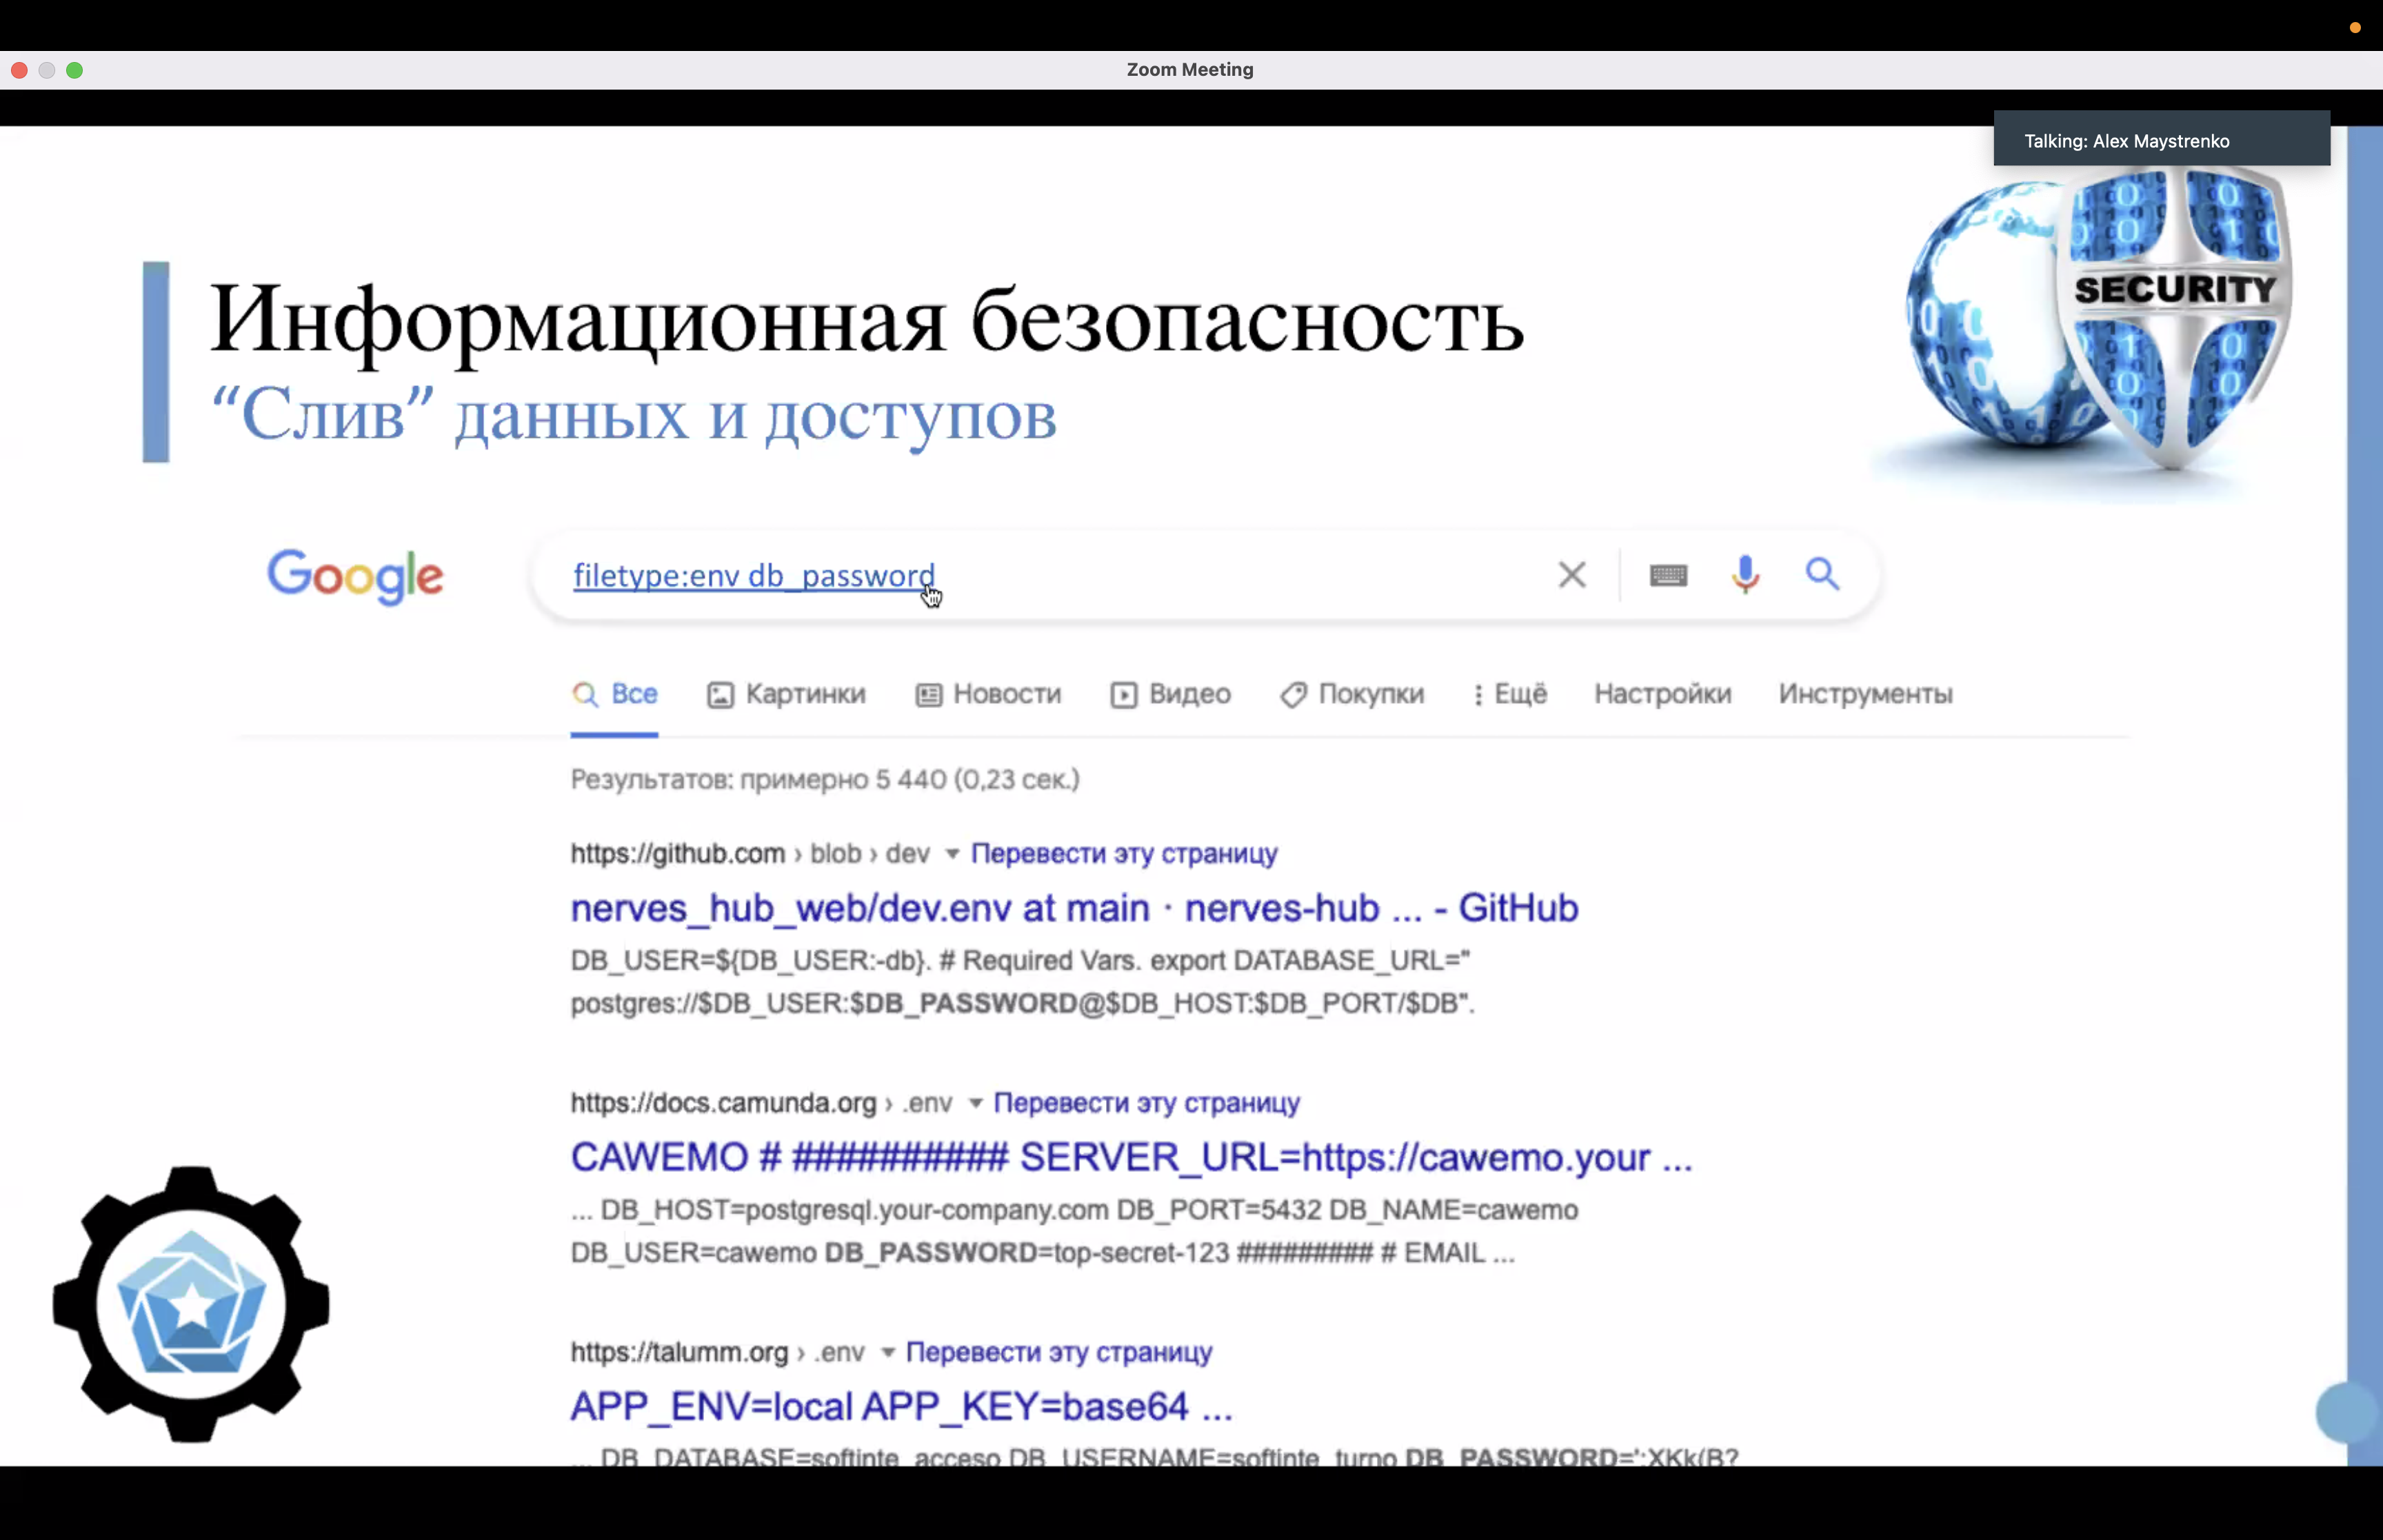 Zoom Meeting
Talking: Alex Maystrenko
SECURITY
Информационная безопасность
“Слив” данных и доступов
Google
filetype:env db_password
Все Картинки Новости Видео Покупки Ещё Настройки Инструменты
Результатов: примерно 5 440 (0,23 сек.)
https://github.com › blob › dev Перевести эту страницу
nerves_hub_web/dev.env at main · nerves-hub ... - GitHub
DB_USER=${DB_USER:-db}. # Required Vars. export DATABASE_URL="
postgres://$DB_USER:$DB_PASSWORD@$DB_HOST:$DB_PORT/$DB".
https://docs.camunda.org › .env Перевести эту страницу
CAWEMO # ########## SERVER_URL=https://cawemo.your ...
... DB_HOST=postgresql.your-company.com DB_PORT=5432 DB_NAME=cawemo
DB_USER=cawemo DB_PASSWORD=top-secret-123 ######### # EMAIL ...
https://talumm.org › .env Перевести эту страницу
APP_ENV=local APP_KEY=base64 ...
... DB_DATABASE=softinte_acceso DB_USERNAME=softinte_turno DB_PASSWORD=';XKk(B?